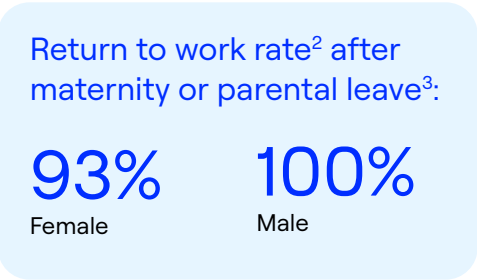 Return to work rate² after
maternity or parental leave³:
93% 100%
Female Male